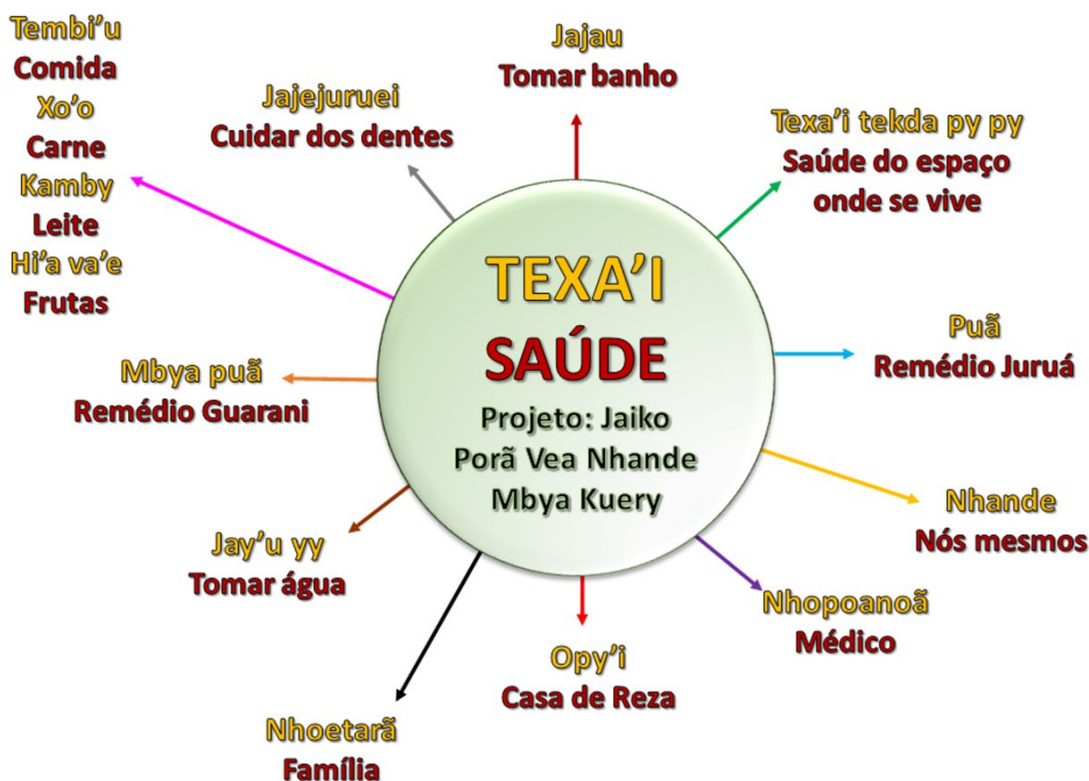 TEXA’I
SAÚDE
Projeto: Jaiko
Porã Vea Nhande
Mbya Kuery
Jajau
Tomar banho
Texa’i tekda py py
Saúde do espaço
onde se vive
Puã
Remédio Juruá
Nhande
Nós mesmos
Nhopoanoã
Médico
Opy’i
Casa de Reza
Nhoetarã
Família
Jay’u yy
Tomar água
Mbya puã
Remédio Guarani
Tembi’u
Comida
Xo’o
Carne
Kamby
Leite
Hi’a va’e
Frutas
Jajejuruei
Cuidar dos dentes